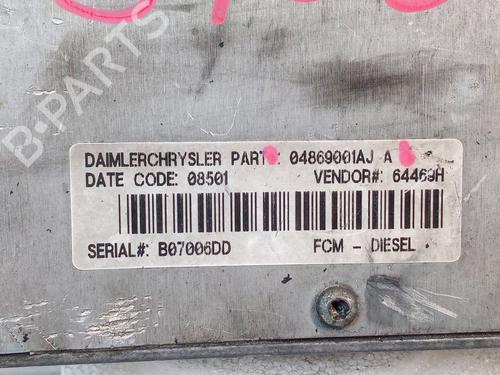 B-PARTS
DAIMLERCHRYSLER PART: 04869001AJ A
DATE CODE: 08501 VENDOR#: 64469H
SERIAL#: B07006DD FCM - DIESEL